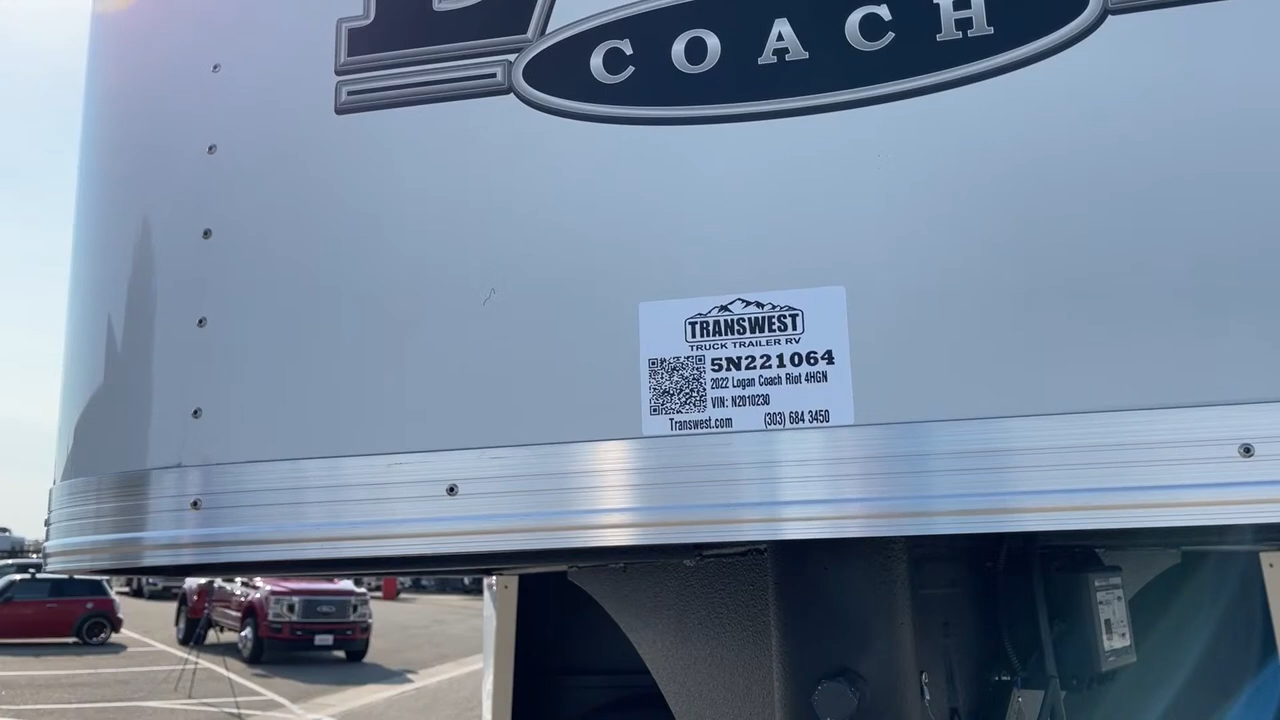 COACH
TRANSWEST
TRUCK TRAILER RV
5N221064
2022 Logan Coach Riot 4HGN
VIN: N2010230
Transwest.com (303) 684 3450